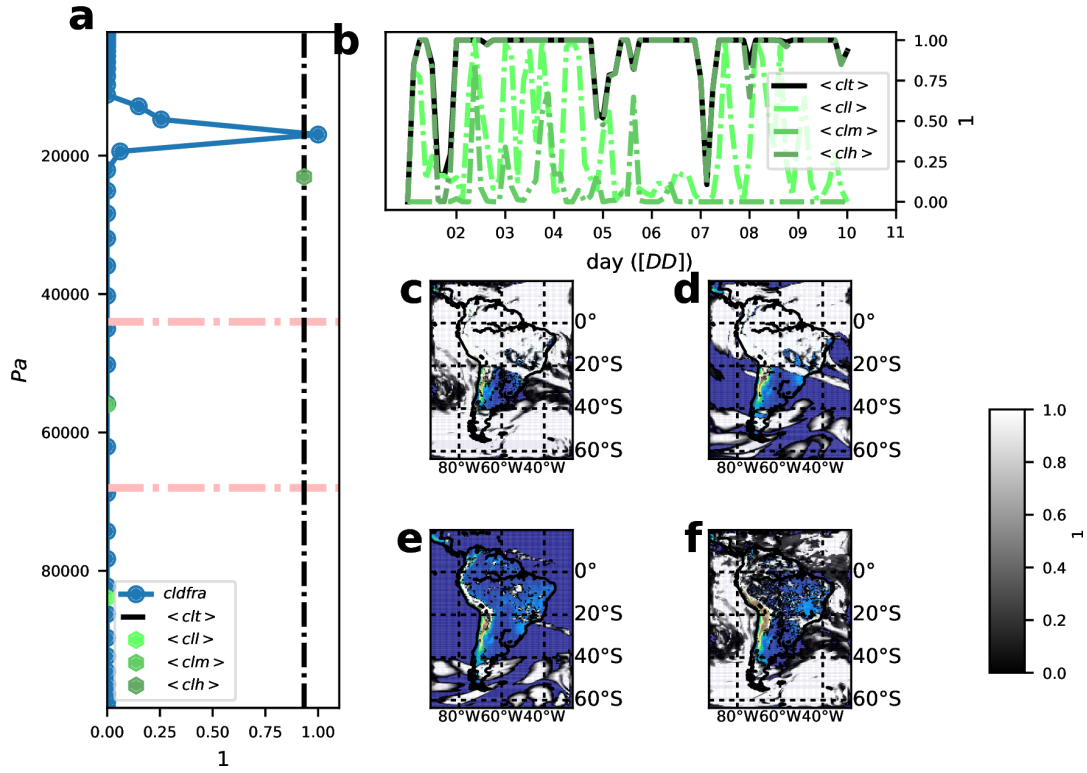 a
20000
40000
60000
80000
Pa
0.00 0.25 0.50 0.75 1.00
1
cldfra
<clt>
<cll>
<clm>
<clh>
b
1.00
0.75
0.50
0.25
0.00
1
<clt>
<cll>
<clm>
<clh>
02 03 04 05 06 07 08 09 10 11
day ([DD])
c
0°
20°S
40°S
60°S
80°W60°W40°W
d
0°
20°S
40°S
60°S
80°W60°W40°W
e
0°
20°S
40°S
60°S
80°W60°W40°W
f
0°
20°S
40°S
60°S
80°W60°W40°W
1.0
0.8
0.6
0.4
0.2
0.0
1